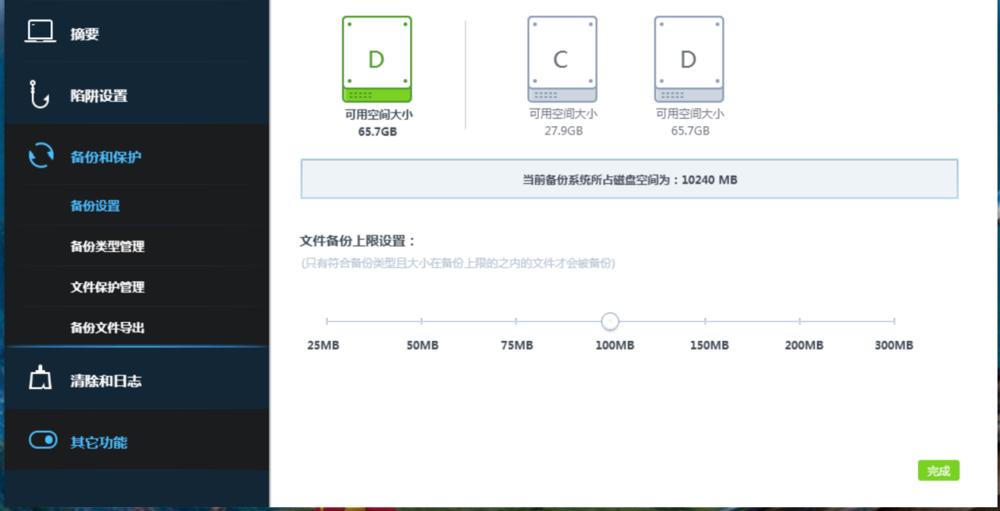 摘要
陷阱设置
备份和保护
备份设置
备份类型管理
文件保护管理
备份文件导出
清除和日志
其它功能
D
可用空间大小
65.7GB
C
可用空间大小
27.9GB
D
可用空间大小
65.7GB
当前备份系统所占磁盘空间为：10240 MB
文件备份上限设置：
(只有符合备份类型且大小在备份上限的之内的文件才会被备份)
25MB 50MB 75MB 100MB 150MB 200MB 300MB
完成